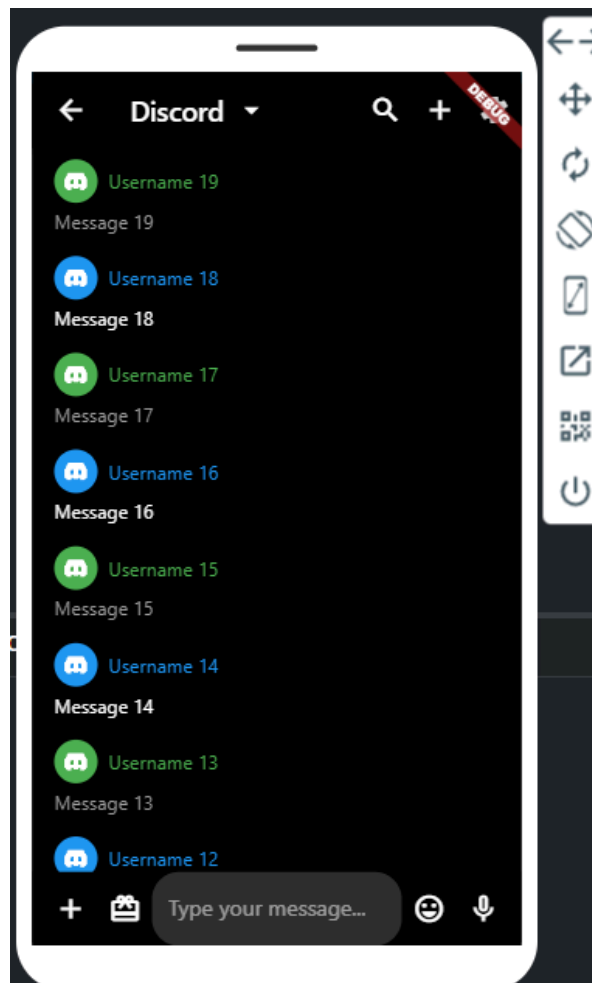 Discord
DEBUG
Username 19
Message 19
Username 18
Message 18
Username 17
Message 17
Username 16
Message 16
Username 15
Message 15
Username 14
Message 14
Username 13
Message 13
Username 12
Type your message...